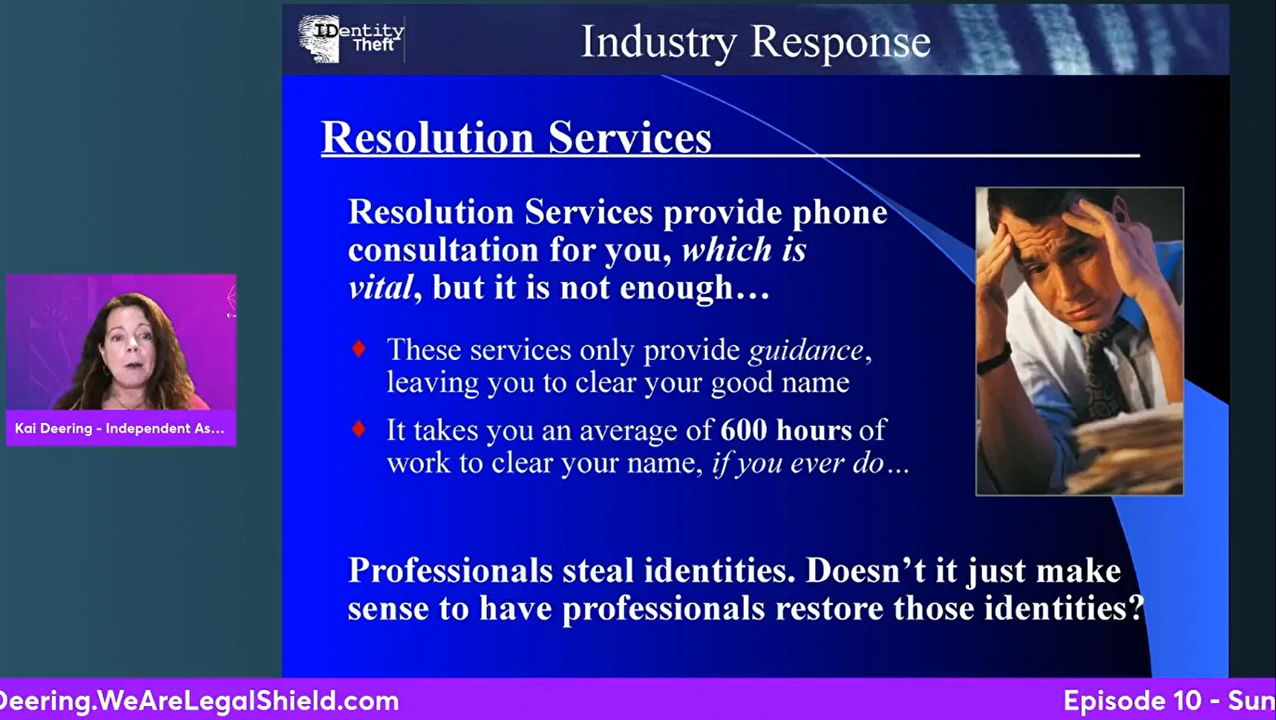 IDentity
Theft
Industry Response
Resolution Services
Resolution Services provide phone
consultation for you, which is
vital, but it is not enough…
These services only provide guidance,
leaving you to clear your good name
It takes you an average of 600 hours of
work to clear your name, if you ever do…
Professionals steal identities. Doesn’t it just make
sense to have professionals restore those identities?
Kai Deering - Independent As...
Deering.WeAreLegalShield.com
Episode 10 - Sun